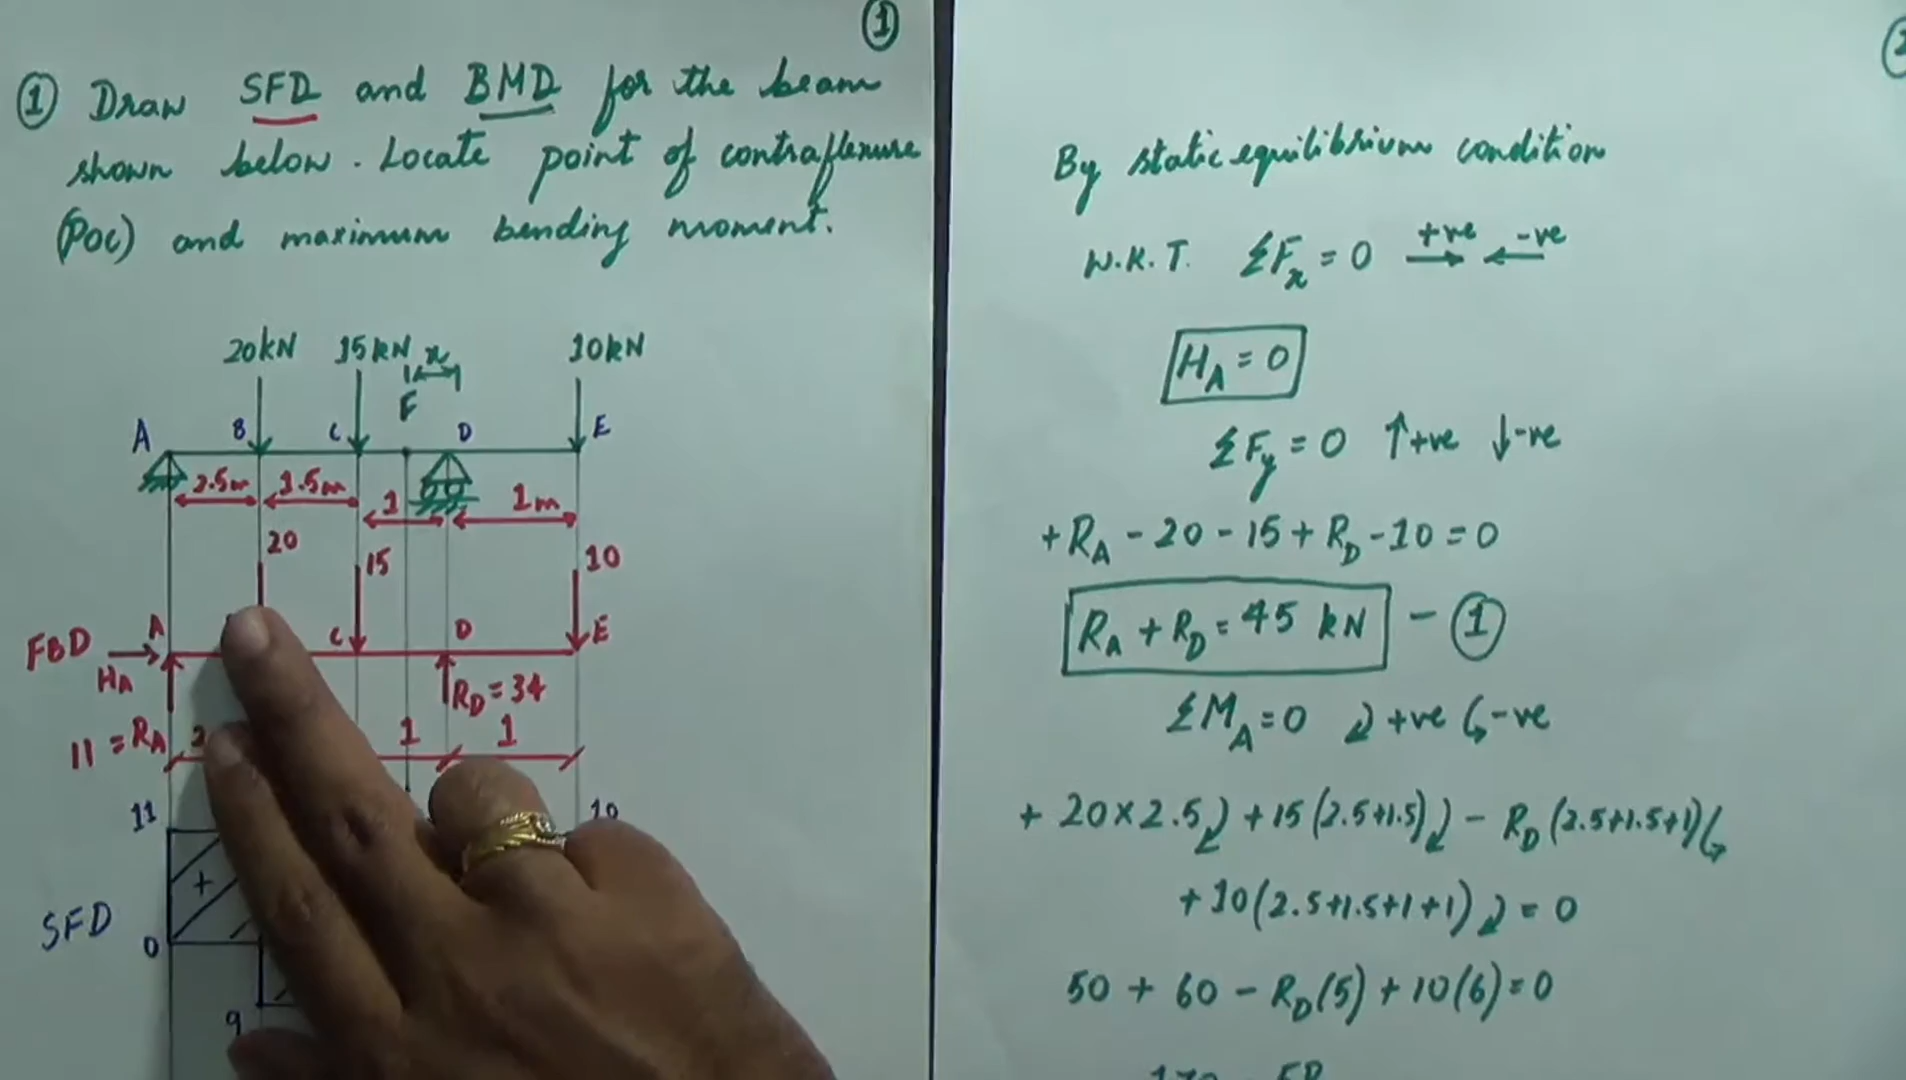 ①
① Draw SFD and BMD for the beam
shown below. Locate point of contraflexure
(POC) and maximum bending moment.
20kN 15kN x 10kN
F
A B C D E
2.5m 1.5m 1 1m
20 15 10
FBD A C D E
HA RD=34
11=RA 2 1 1
11 10
+
SFD
0
9
By static equilibrium condition
W.K.T. ΣFx = 0 +ve → ← -ve
HA = 0
ΣFy = 0 ↑+ve ↓-ve
+RA - 20 - 15 + RD - 10 = 0
RA + RD = 45 kN - ①
ΣMA = 0 ↻ +ve ↺ -ve
+ 20×2.5↻ + 15(2.5+1.5)↻ - RD(2.5+1.5+1)↺
+10(2.5+1.5+1+1)↻ = 0
50 + 60 - RD(5) + 10(6) = 0